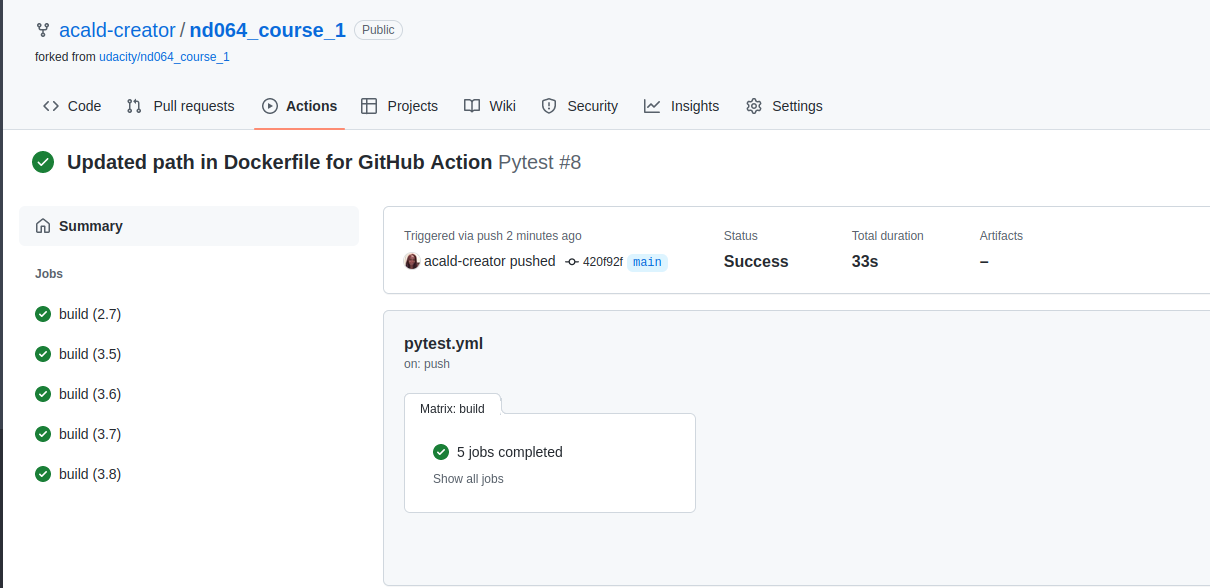 acald-creator / nd064_course_1 Public
forked from udacity/nd064_course_1
Code Pull requests Actions Projects Wiki Security Insights Settings
Updated path in Dockerfile for GitHub Action Pytest #8
Summary
Jobs
build (2.7)
build (3.5)
build (3.6)
build (3.7)
build (3.8)
Triggered via push 2 minutes ago
acald-creator pushed 420f92f main
Status
Success
Total duration
33s
Artifacts
–
pytest.yml
on: push
Matrix: build
5 jobs completed
Show all jobs